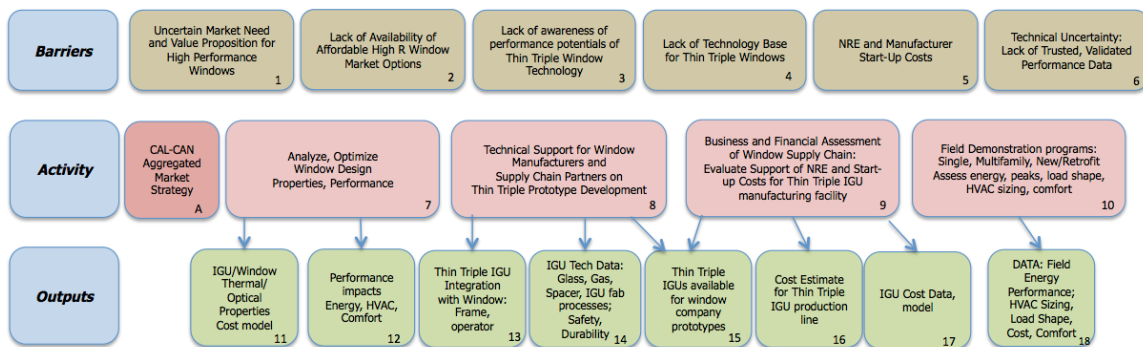 Barriers
Uncertain Market Need
and Value Proposition for
High Performance
Windows
1
Lack of Availability of
Affordable High R Window
Market Options
2
Lack of awareness of
performance potentials of
Thin Triple Window
Technology
3
Lack of Technology Base
for Thin Triple Windows
4
NRE and Manufacturer
Start-Up Costs
5
Technical Uncertainty:
Lack of Trusted, Validated
Performance Data
6
Activity
CAL-CAN
Aggregated
Market
Strategy
A
Analyze, Optimize
Window Design
Properties, Performance
7
Technical Support for Window
Manufacturers and
Supply Chain Partners on
Thin Triple Prototype Development
8
Business and Financial Assessment
of Window Supply Chain:
Evaluate Support of NRE and Start-
up Costs for Thin Triple IGU
manufacturing facility
9
Field Demonstration programs:
Single, Multifamily, New/Retrofit
Assess energy, peaks, load shape,
HVAC sizing, comfort
10
Outputs
IGU/Window
Thermal/
Optical
Properties
Cost model
11
Performance
impacts
Energy, HVAC,
Comfort
12
Thin Triple IGU
Integration with
Window:
Frame,
operator
13
IGU Tech Data:
Glass, Gas,
Spacer, IGU fab
processes;
Safety,
Durability
14
Thin Triple
IGUs available
for window
company
prototypes
15
Cost Estimate
for Thin Triple
IGU production
line
16
IGU Cost Data,
model
17
DATA: Field
Energy
Performance;
HVAC Sizing,
Load Shape,
Cost, Comfort
18